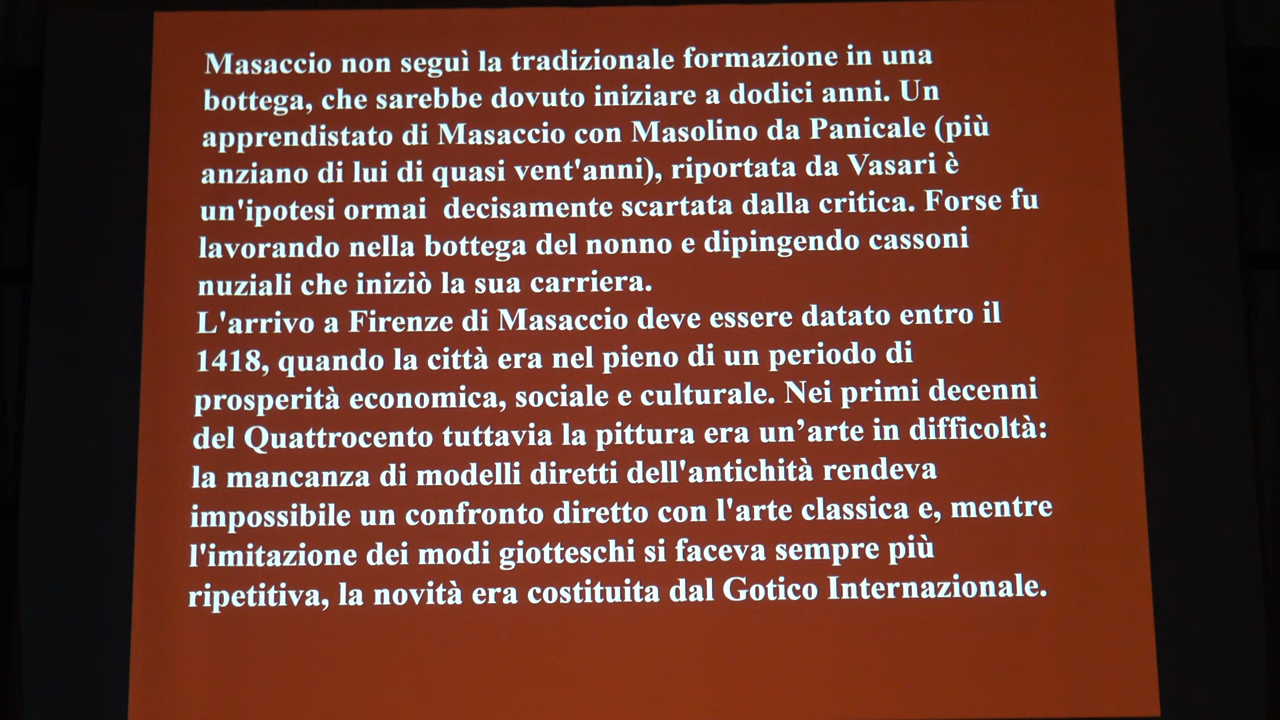 Masaccio non seguì la tradizionale formazione in una
bottega, che sarebbe dovuto iniziare a dodici anni. Un
apprendistato di Masaccio con Masolino da Panicale (più
anziano di lui di quasi vent'anni), riportata da Vasari è
un'ipotesi ormai  decisamente scartata dalla critica. Forse fu
lavorando nella bottega del nonno e dipingendo cassoni
nuziali che iniziò la sua carriera.
L'arrivo a Firenze di Masaccio deve essere datato entro il
1418, quando la città era nel pieno di un periodo di
prosperità economica, sociale e culturale. Nei primi decenni
del Quattrocento tuttavia la pittura era un’arte in difficoltà:
la mancanza di modelli diretti dell'antichità rendeva
impossibile un confronto diretto con l'arte classica e, mentre
l'imitazione dei modi giotteschi si faceva sempre più
ripetitiva, la novità era costituita dal Gotico Internazionale.